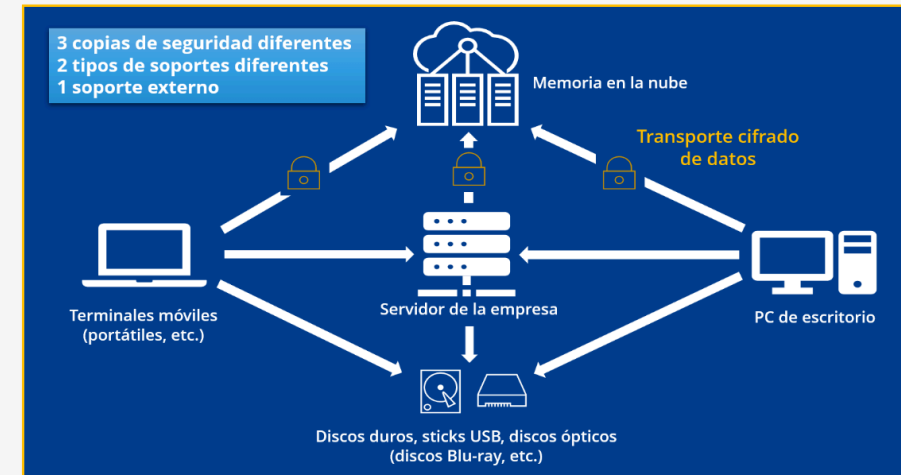 3 copias de seguridad diferentes
2 tipos de soportes diferentes
1 soporte externo
Memoria en la nube
Transporte cifrado
de datos
Terminales móviles
(portátiles, etc.)
Servidor de la empresa
PC de escritorio
Discos duros, sticks USB, discos ópticos
(discos Blu-ray, etc.)